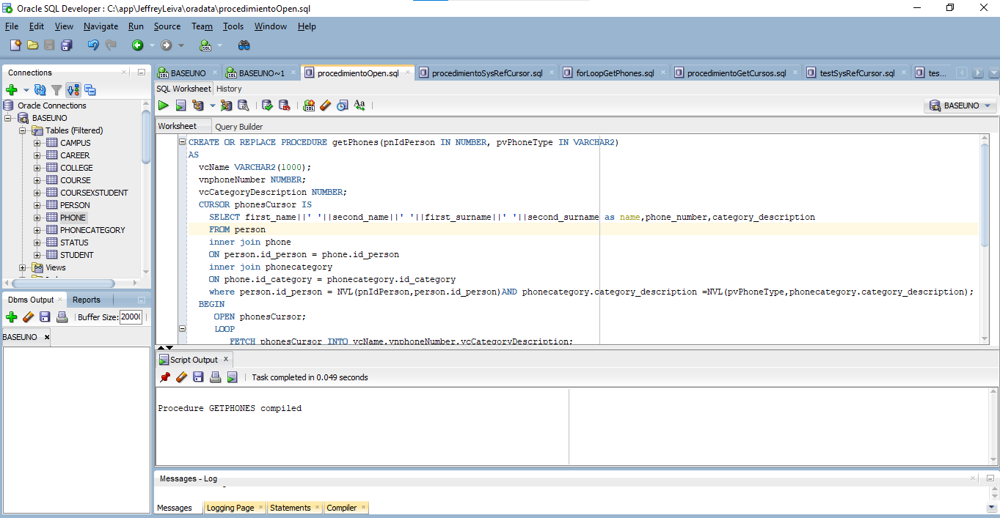 Oracle SQL Developer : C:\app\JeffreyLeiva\oradata\procedimientoOpen.sql
File Edit View Navigate Run Source Team Tools Window Help
Connections
Oracle Connections
BASEUNO
Tables (Filtered)
CAMPUS
CAREER
COLLEGE
COURSE
COURSEXSTUDENT
PERSON
PHONE
PHONECATEGORY
STATUS
STUDENT
Views
Dbms Output Reports
Buffer Size: 2000
BASEUNO
BASEUNO BASEUNO~1 procedimientoOpen.sql procedimientoSysRefCursor.sql forLoopGetPhones.sql procedimientoGetCursos.sql testSysRefCursor.sql tes...
SQL Worksheet History
Aa
BASEUNO
Worksheet Query Builder
CREATE OR REPLACE PROCEDURE getPhones(pnIdPerson IN NUMBER, pvPhoneType IN VARCHAR2)
AS
vcName VARCHAR2(1000);
vnphoneNumber NUMBER;
vcCategoryDescription NUMBER;
CURSOR phonesCursor IS
SELECT first_name||' '||second_name||' '||first_surname||' '||second_surname as name,phone_number,category_description
FROM person
inner join phone
ON person.id_person = phone.id_person
inner join phonecategory
ON phone.id_category = phonecategory.id_category
where person.id_person = NVL(pnIdPerson,person.id_person)AND phonecategory.category_description =NVL(pvPhoneType,phonecategory.category_description);
BEGIN
OPEN phonesCursor;
LOOP
FETCH phonesCursor INTO vcName,vnphoneNumber,vcCategoryDescription;
Script Output
Task completed in 0.049 seconds
Procedure GETPHONES compiled
Messages - Log
Messages Logging Page Statements Compiler